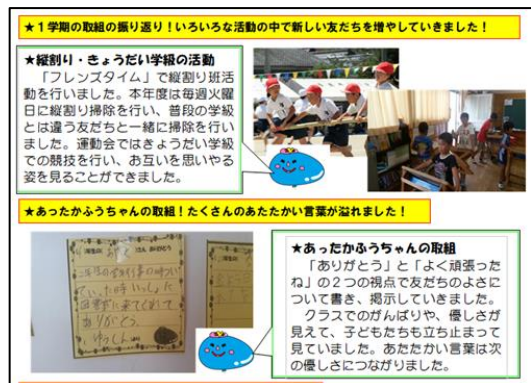 ★１学期の取組の振り返り！いろいろな活動の中で新しい友だちを増やしていきました！
★縦割り・きょうだい学級の活動
「フレンズタイム」で縦割り班活
動を行いました。本年度は毎週火曜
日に縦割り掃除を行い、普段の学級
とは違う友だちと一緒に掃除を行い
ました。運動会ではきょうだい学級
での競技を行い、お互いを思いやる
姿を見ることができました。
★あったかふうちゃんの取組！たくさんのあたたかい言葉が溢れました！
ありがとう
★あったかふうちゃんの取組
「ありがとう」と「よく頑張った
ね」の２つの視点で友だちのよさに
ついて書き、掲示していきました。
クラスでのがんばりや、優しさが
見えて、子どもたちも立ち止まって
見ていました。あたたかい言葉は次
の優しさにつながりました。